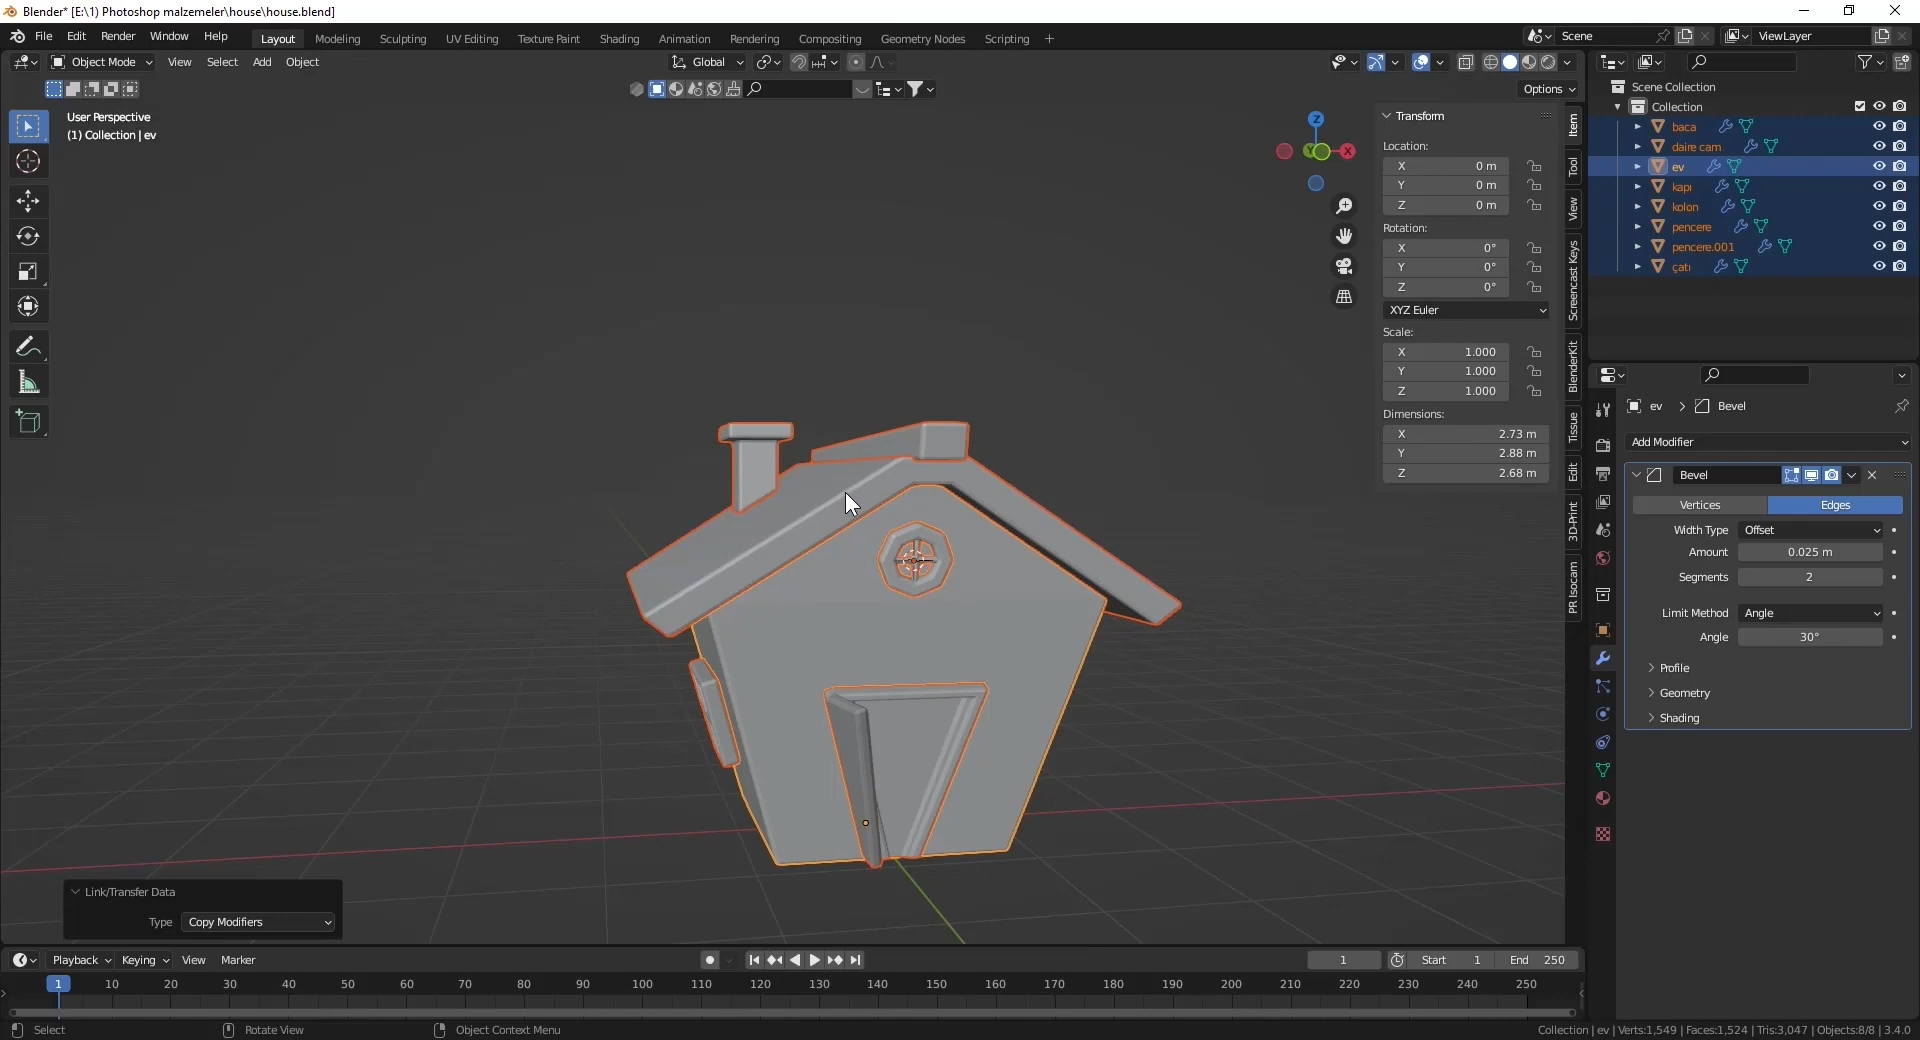 Blender* [E:\1) Photoshop malzemeler\house\house.blend]
File Edit Render Window Help
Layout Modeling Sculpting UV Editing Texture Paint Shading Animation Rendering Compositing Geometry Nodes Scripting +
Scene
ViewLayer
Object Mode View Select Add Object
Global
Options
User Perspective
(1) Collection | ev
Z
Y
X
Transform
Location:
X 0 m
Y 0 m
Z 0 m
Rotation:
X 0°
Y 0°
Z 0°
XYZ Euler
Scale:
X 1.000
Y 1.000
Z 1.000
Dimensions:
X 2.73 m
Y 2.88 m
Z 2.68 m
Item
Tool
View
Screencast Keys
BlenderKit
Tissue
Edit
3D-Print
PR Isocam
Scene Collection
Collection
baca
daire cam
ev
kapı
kolon
pencere
pencere.001
çatı
ev > Bevel
Add Modifier
Bevel
Vertices Edges
Width Type Offset
Amount 0.025 m
Segments 2
Limit Method Angle
Angle 30°
Profile
Geometry
Shading
Link/Transfer Data
Type Copy Modifiers
Playback Keying View Marker
1 Start 1 End 250
1 10 20 30 40 50 60 70 80 90 100 110 120 130 140 150 160 170 180 190 200 210 220 230 240 250
Select Rotate View Object Context Menu
Collection | ev | Verts:1,549 | Faces:1,524 | Tris:3,047 | Objects:8/8 | 3.4.0